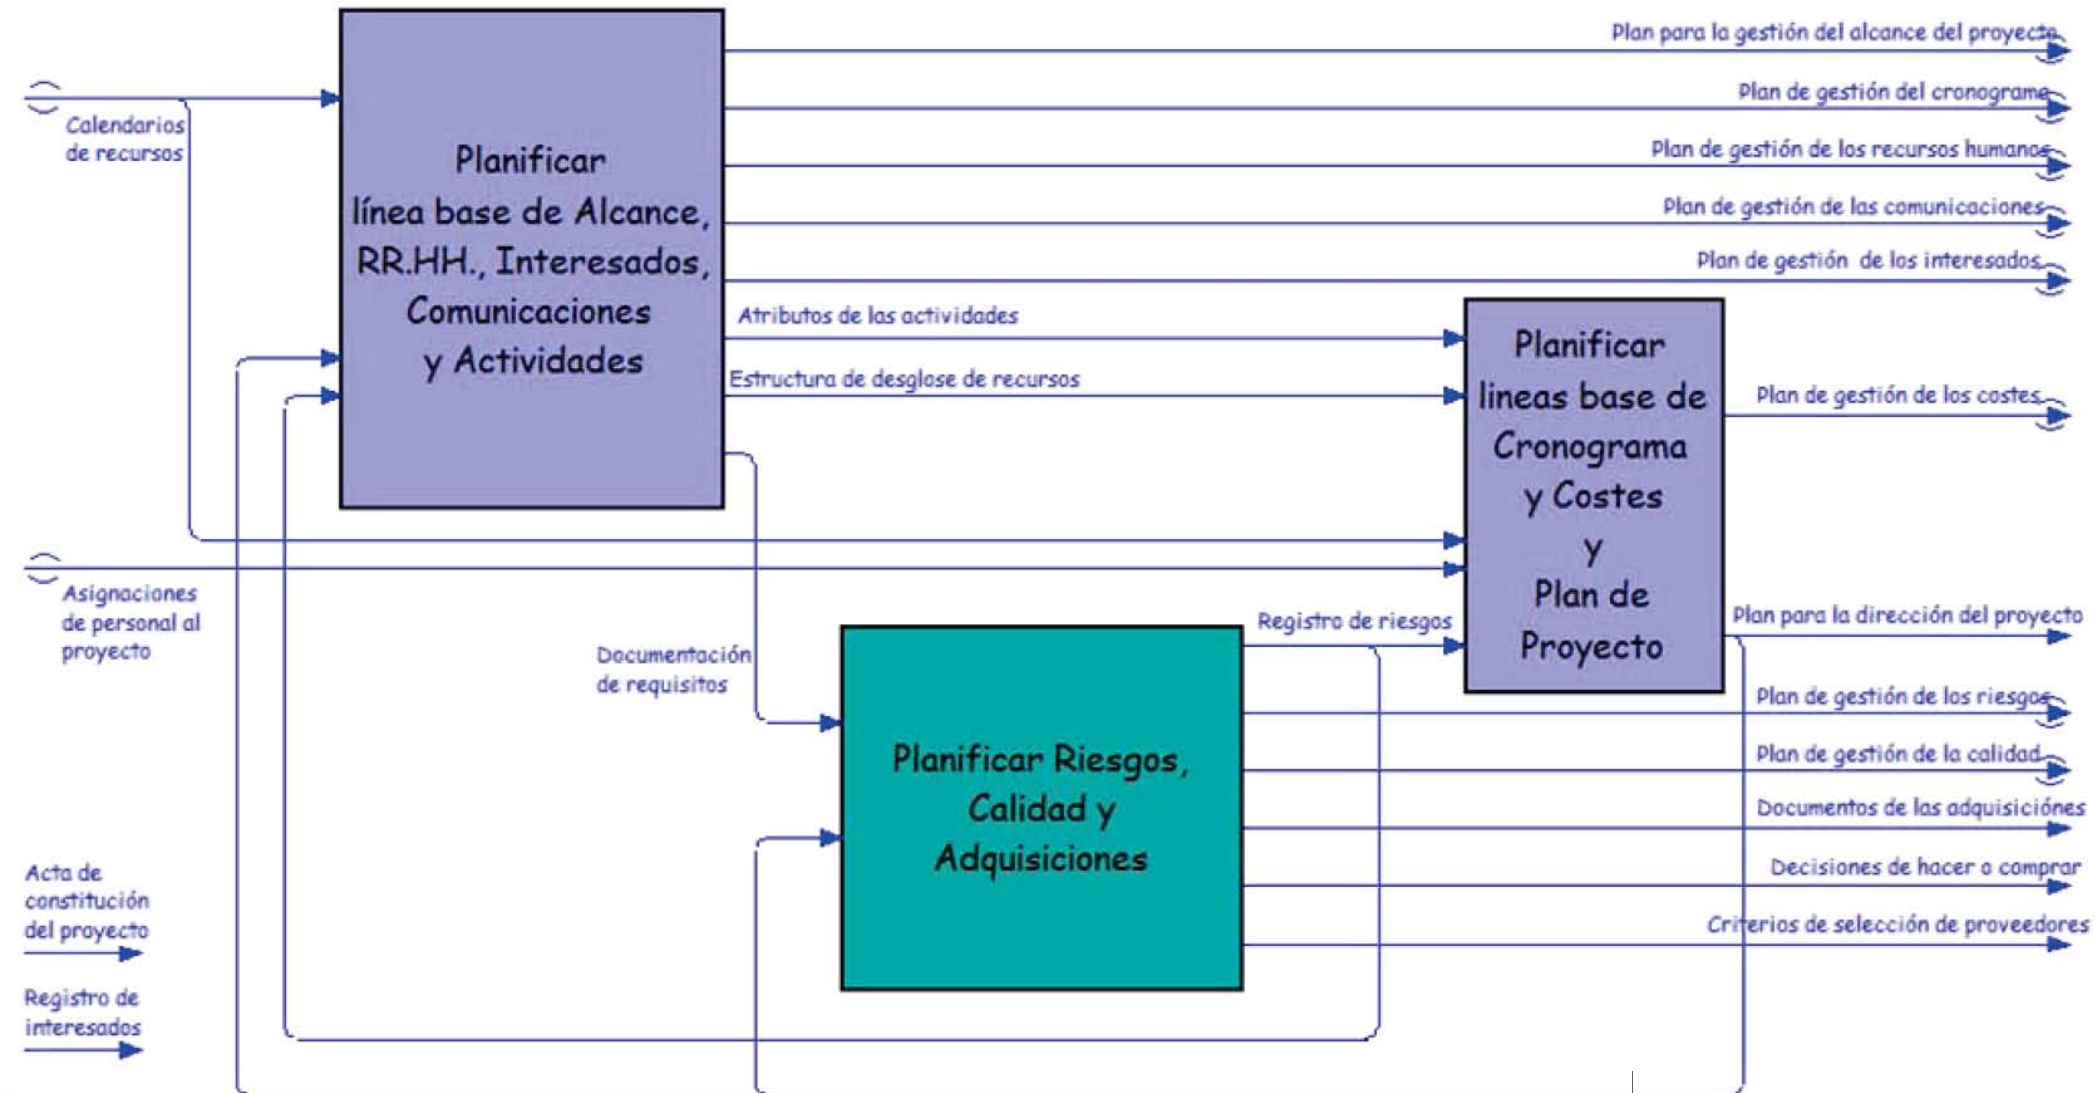 Plan para la gestión del alcance del proyecto
Plan de gestión del cronograma
Plan de gestión de los recursos humanos
Plan de gestión de las comunicaciones
Plan de gestión de los interesados
Calendarios
de recursos
Planificar
línea base de Alcance,
RR.HH., Interesados,
Comunicaciones
y Actividades
Atributos de las actividades
Estructura de desglose de recursos
Planificar
lineas base de
Cronograma
y Costes
y
Plan de
Proyecto
Plan de gestión de los costes
Asignaciones
de personal al
proyecto
Documentación
de requisitos
Registro de riesgos
Plan para la dirección del proyecto
Plan de gestión de los riesgos
Plan de gestión de la calidad
Documentos de las adquisiciónes
Decisiones de hacer o comprar
Criterios de selección de proveedores
Planificar Riesgos,
Calidad y
Adquisiciones
Acta de
constitución
del proyecto
Registro de
interesados